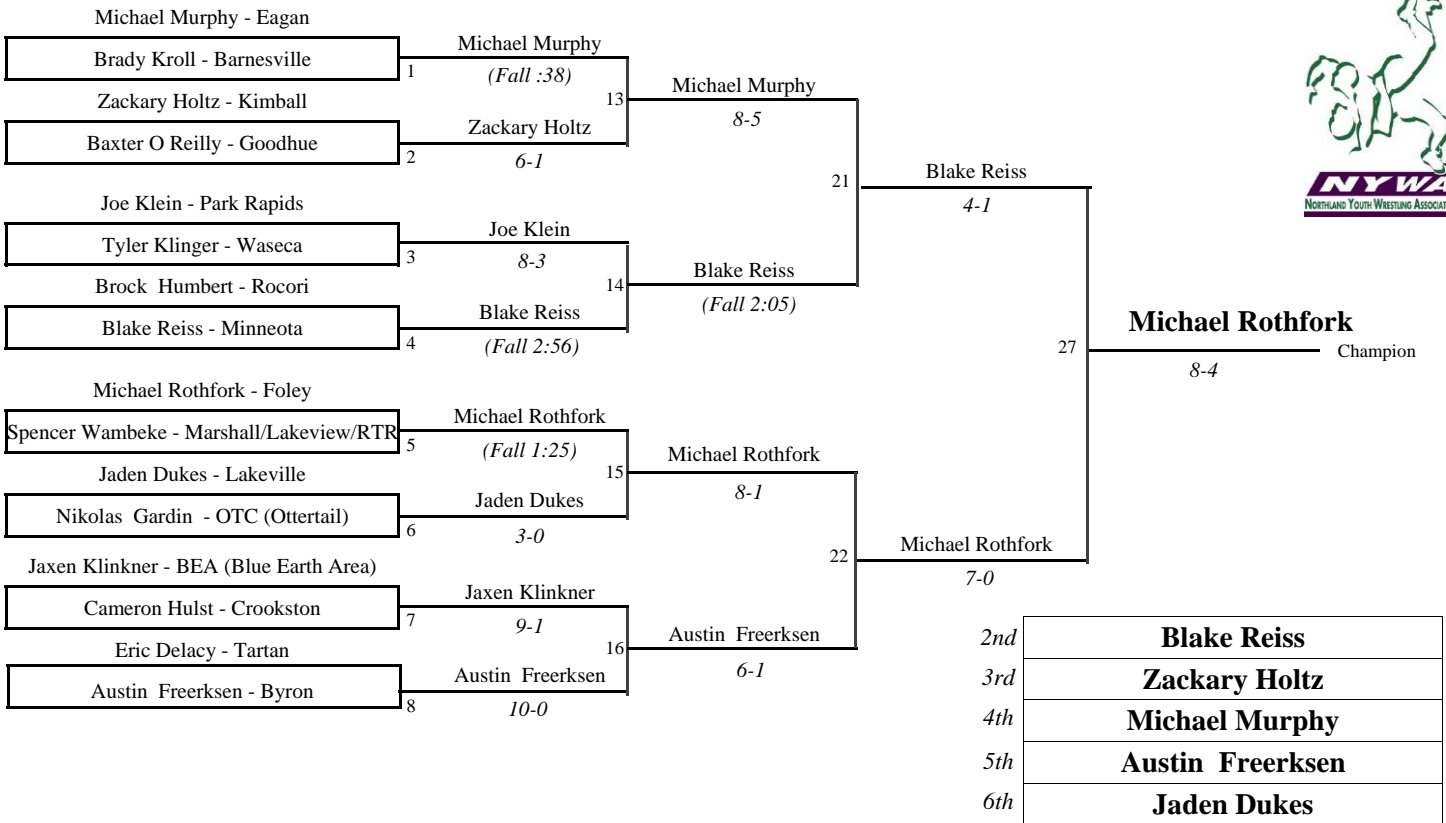 Michael Murphy - Eagan
Brady Kroll - Barnesville
1
Michael Murphy
(Fall :38)
Zackary Holtz - Kimball
Baxter O Reilly - Goodhue
2
Zackary Holtz
6-1
13
Michael Murphy
8-5
Joe Klein - Park Rapids
Tyler Klinger - Waseca
3
Joe Klein
8-3
Brock Humbert - Rocori
Blake Reiss - Minneota
4
Blake Reiss
(Fall 2:56)
14
Blake Reiss
(Fall 2:05)
21
Blake Reiss
4-1
Michael Rothfork - Foley
Spencer Wambeke - Marshall/Lakeview/RTR
5
Michael Rothfork
(Fall 1:25)
Jaden Dukes - Lakeville
Nikolas Gardin - OTC (Ottertail)
6
Jaden Dukes
3-0
15
Michael Rothfork
8-1
Jaxen Klinkner - BEA (Blue Earth Area)
Cameron Hulst - Crookston
7
Jaxen Klinkner
9-1
Eric Delacy - Tartan
Austin Freerksen - Byron
8
Austin Freerksen
10-0
16
Austin Freerksen
6-1
22
Michael Rothfork
7-0
27
Michael Rothfork
Champion
8-4
NYWA
NORTHLAND YOUTH WRESTLING
2nd Blake Reiss
3rd Zackary Holtz
4th Michael Murphy
5th Austin Freerksen
6th Jaden Dukes